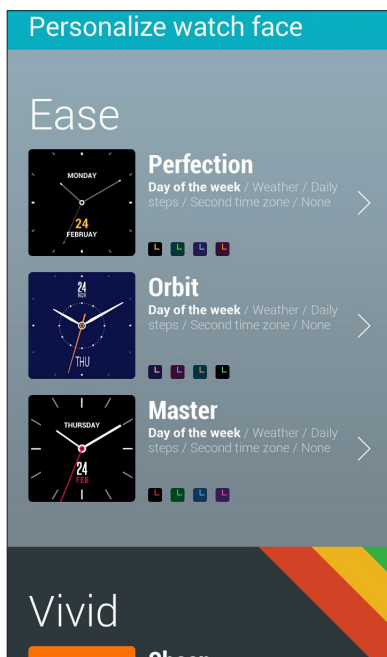 Personalize watch face
Ease
MONDAY
24
FEBRUAY
Perfection
Day of the week / Weather / Daily
steps / Second time zone / None
24
NOV
THU
Orbit
Day of the week / Weather / Daily
steps / Second time zone / None
THURSDAY
24
FEB
Master
Day of the week / Weather / Daily
steps / Second time zone / None
Vivid